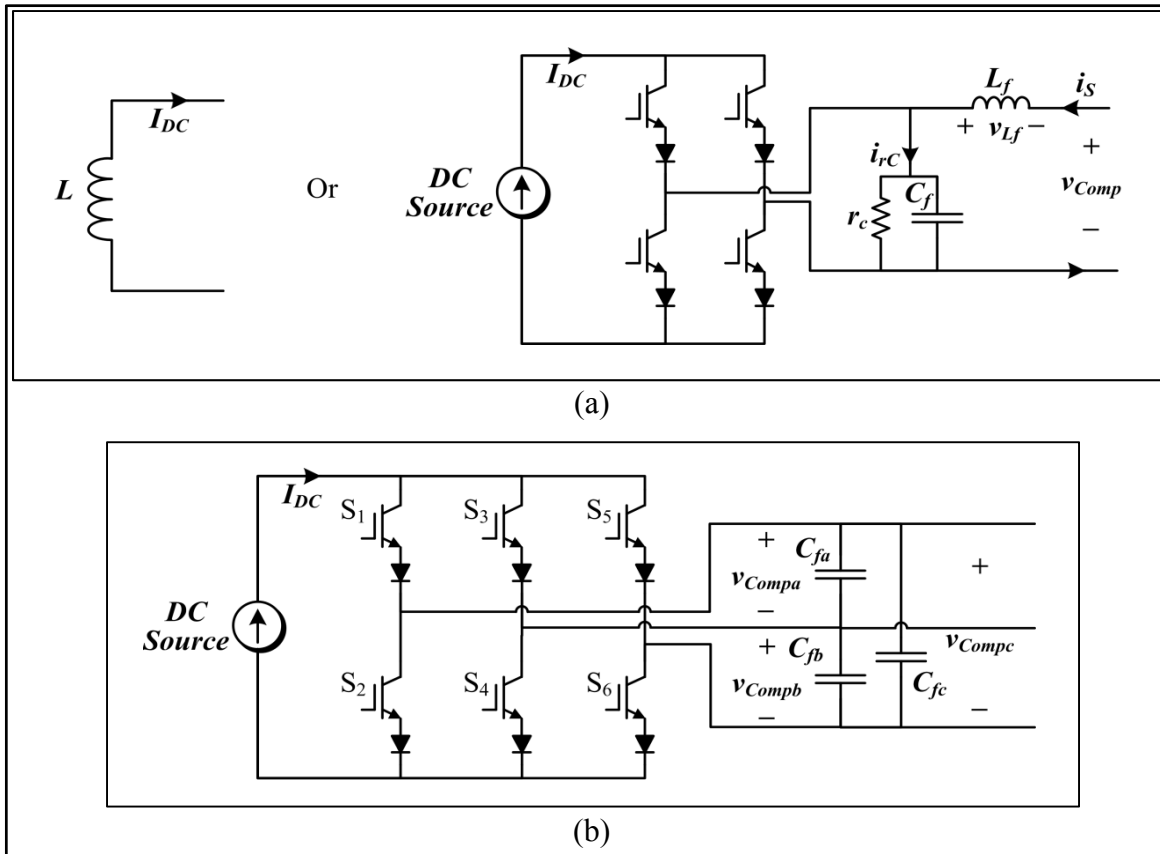 I_DC
L
Or
DC
Source
I_DC
L_f
i_S
+ v_Lf −
i_rC
r_c
C_f
+
v_Comp
−
(a)
DC
Source
I_DC
S₁
S₃
S₅
S₂
S₄
S₆
+
v_Compa
−
C_fa
+
v_Compb
−
C_fb
+
v_Compc
−
C_fc
(b)